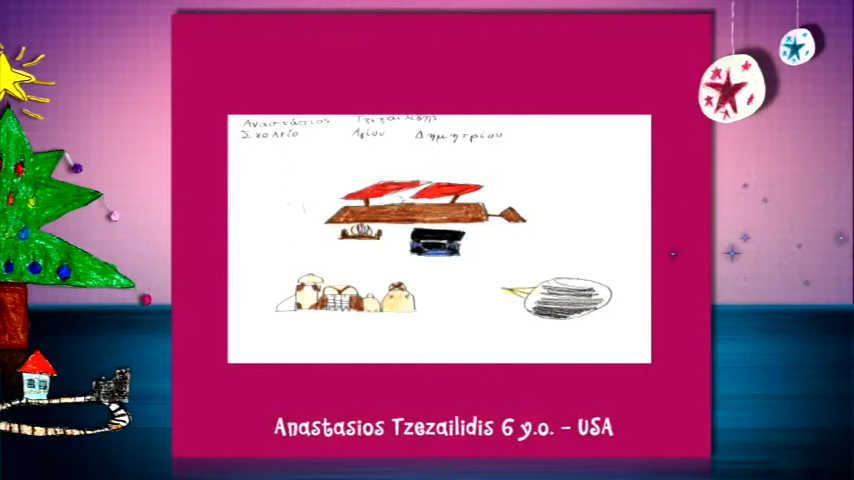 Αναστάσιος Τζεζαιλίδης
Σχολείο Αγίου Δημητρίου
Anastasios Tzezailidis 6 y.o. - USA